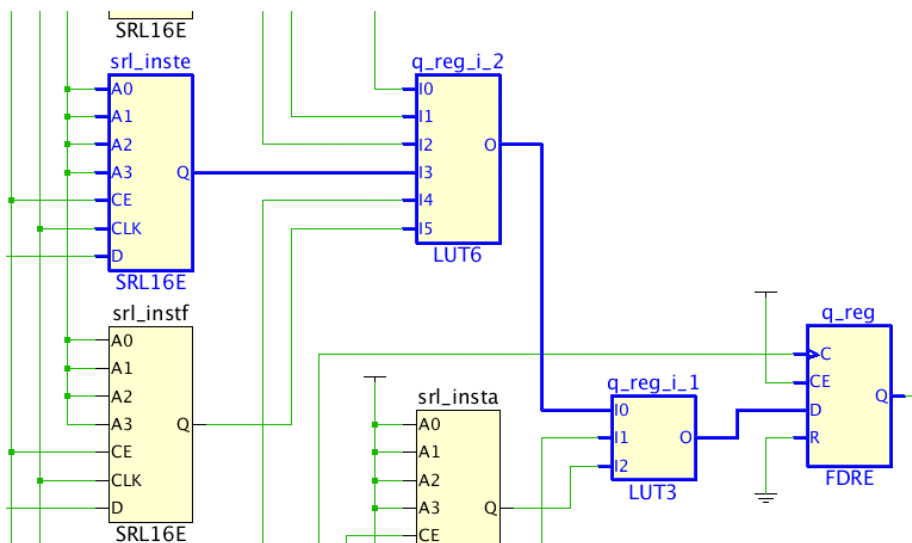 SRL16E
srl_inste
A0
A1
A2
A3
CE
CLK
D
Q
SRL16E
q_reg_i_2
I0
I1
I2
I3
I4
I5
O
LUT6
srl_instf
A0
A1
A2
A3
CE
CLK
D
Q
SRL16E
srl_insta
A0
A1
A2
A3
CE
Q
q_reg_i_1
I0
I1
I2
O
LUT3
q_reg
C
CE
D
R
Q
FDRE